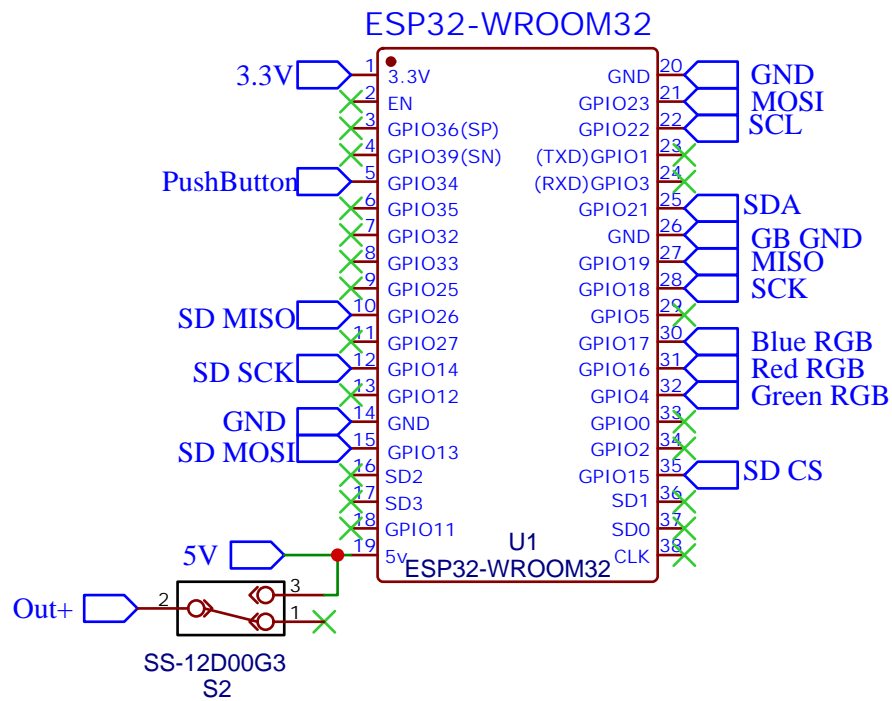 ESP32-WROOM32
3.3V 1 3.3V GND 20 GND
2 EN GPIO23 21 MOSI
3 GPIO36(SP) GPIO22 22 SCL
4 GPIO39(SN) (TXD)GPIO1 23
PushButton 5 GPIO34 (RXD)GPIO3 24
6 GPIO35 GPIO21 25 SDA
7 GPIO32 GND 26 GB GND
8 GPIO33 GPIO19 27 MISO
9 GPIO25 GPIO18 28 SCK
SD MISO 10 GPIO26 GPIO5 29
11 GPIO27 GPIO17 30 Blue RGB
SD SCK 12 GPIO14 GPIO16 31 Red RGB
13 GPIO12 GPIO4 32 Green RGB
GND 14 GND GPIO0 33
SD MOSI 15 GPIO13 GPIO2 34
16 SD2 GPIO15 35 SD CS
17 SD3 SD1 36
18 GPIO11 SD0 37
5V 19 5v CLK 38
U1
ESP32-WROOM32
3
Out+ 2
1
SS-12D00G3
S2